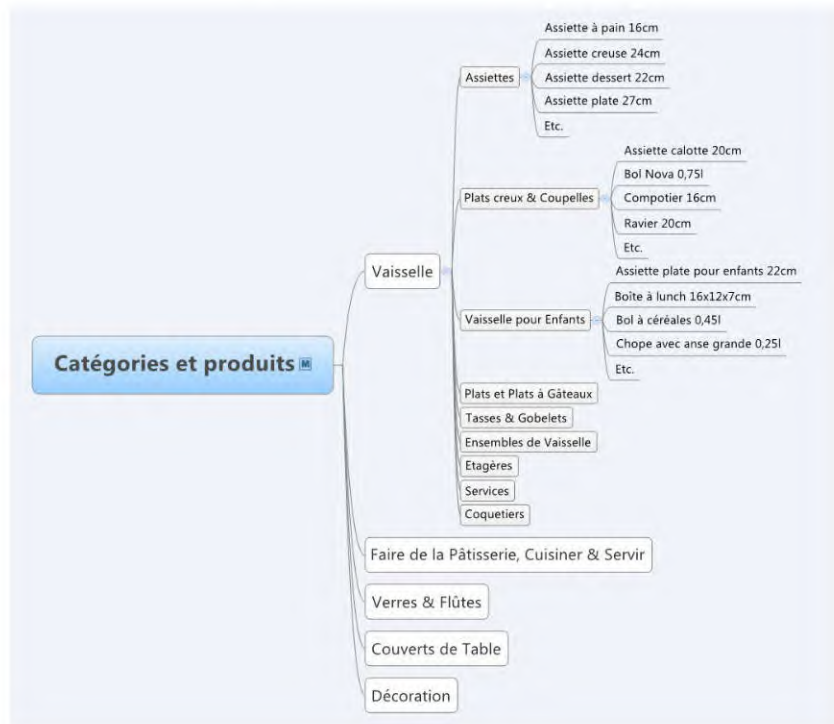 Catégories et produits
Vaisselle
Assiettes
Assiette à pain 16cm
Assiette creuse 24cm
Assiette dessert 22cm
Assiette plate 27cm
Etc.
Plats creux & Coupelles
Assiette calotte 20cm
Bol Nova 0,75l
Compotier 16cm
Ravier 20cm
Etc.
Vaisselle pour Enfants
Assiette plate pour enfants 22cm
Boîte à lunch 16x12x7cm
Bol à céréales 0,45l
Chope avec anse grande 0,25l
Etc.
Plats et Plats à Gâteaux
Tasses & Gobelets
Ensembles de Vaisselle
Etagères
Services
Coquetiers
Faire de la Pâtisserie, Cuisiner & Servir
Verres & Flûtes
Couverts de Table
Décoration